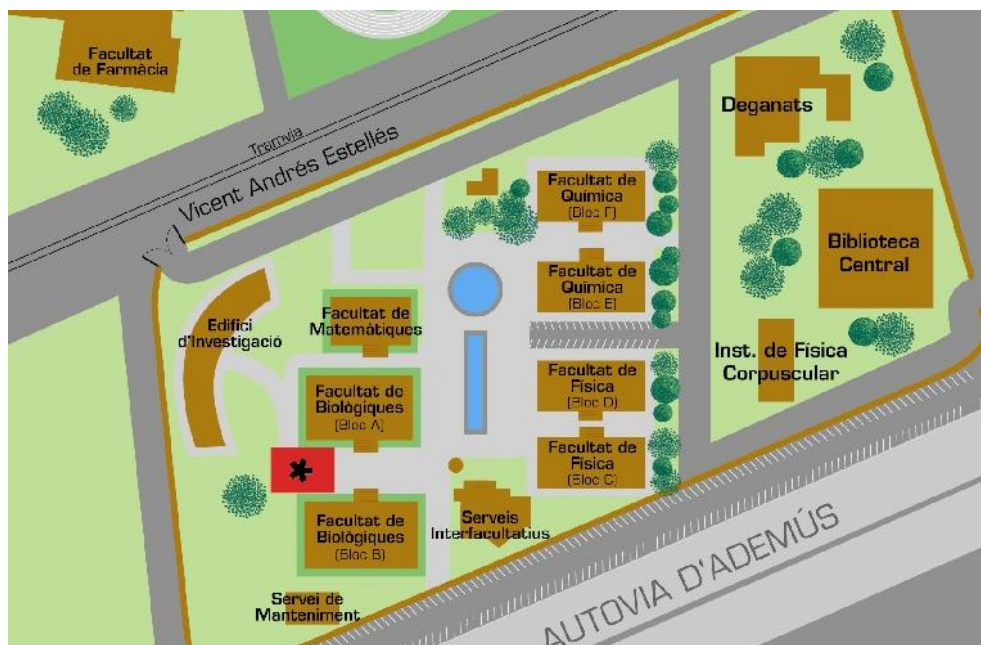 Facultat
de Farmàcia
Tramvia
Vicent Andrés Estellés
Deganats
Facultat de
Química
(Bloc F)
Biblioteca
Central
Facultat de
Química
(Bloc E)
Edifici
d'Investigació
Facultat de
Matemàtiques
Inst. de Física
Corpuscular
Facultat de
Biològiques
(Bloc A)
Facultat de
Física
(Bloc D)
Facultat de
Física
(Bloc C)
Facultat de
Biològiques
(Bloc B)
Serveis
Interfacultatius
Servei de
Manteniment
AUTOVIA D'ADEMÚS